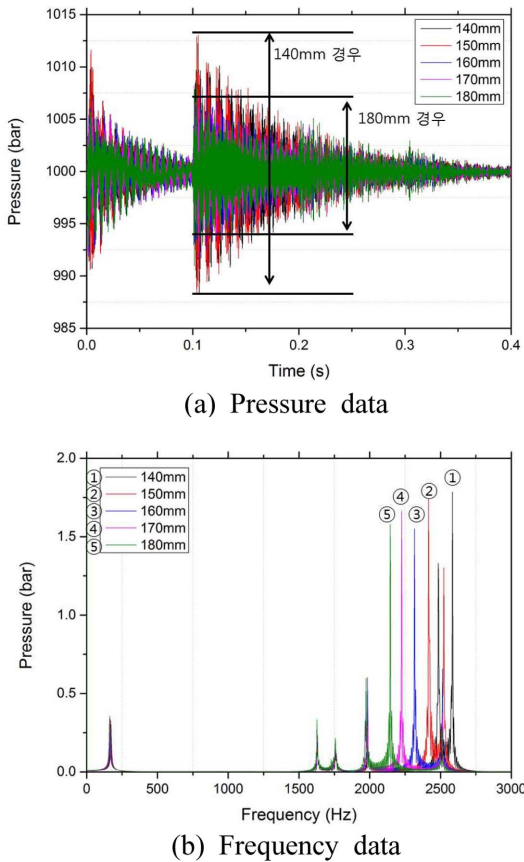 1015
1010
1005
1000
995
990
985
Pressure (bar)
140mm
150mm
160mm
170mm
180mm
140mm 경우
180mm 경우
0.0 0.1 0.2 0.3 0.4
Time (s)
(a) Pressure data
2.0
1.5
1.0
0.5
0.0
Pressure (bar)
① 140mm
② 150mm
③ 160mm
④ 170mm
⑤ 180mm
⑤ ④ ③ ② ①
0 500 1000 1500 2000 2500 3000
Frequency (Hz)
(b) Frequency data